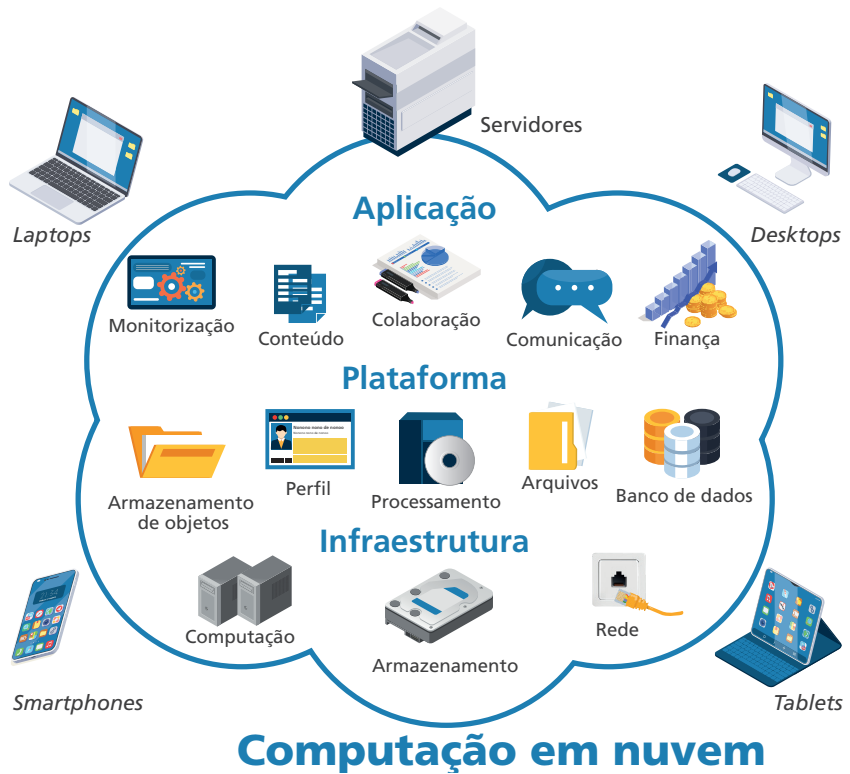 Servidores
Laptops
Desktops
Aplicação
Monitorização
Conteúdo
Colaboração
Comunicação
Finança
Plataforma
Armazenamento
de objetos
Perfil
Processamento
Arquivos
Banco de dados
Infraestrutura
Computação
Armazenamento
Rede
Smartphones
Tablets
Computação em nuvem